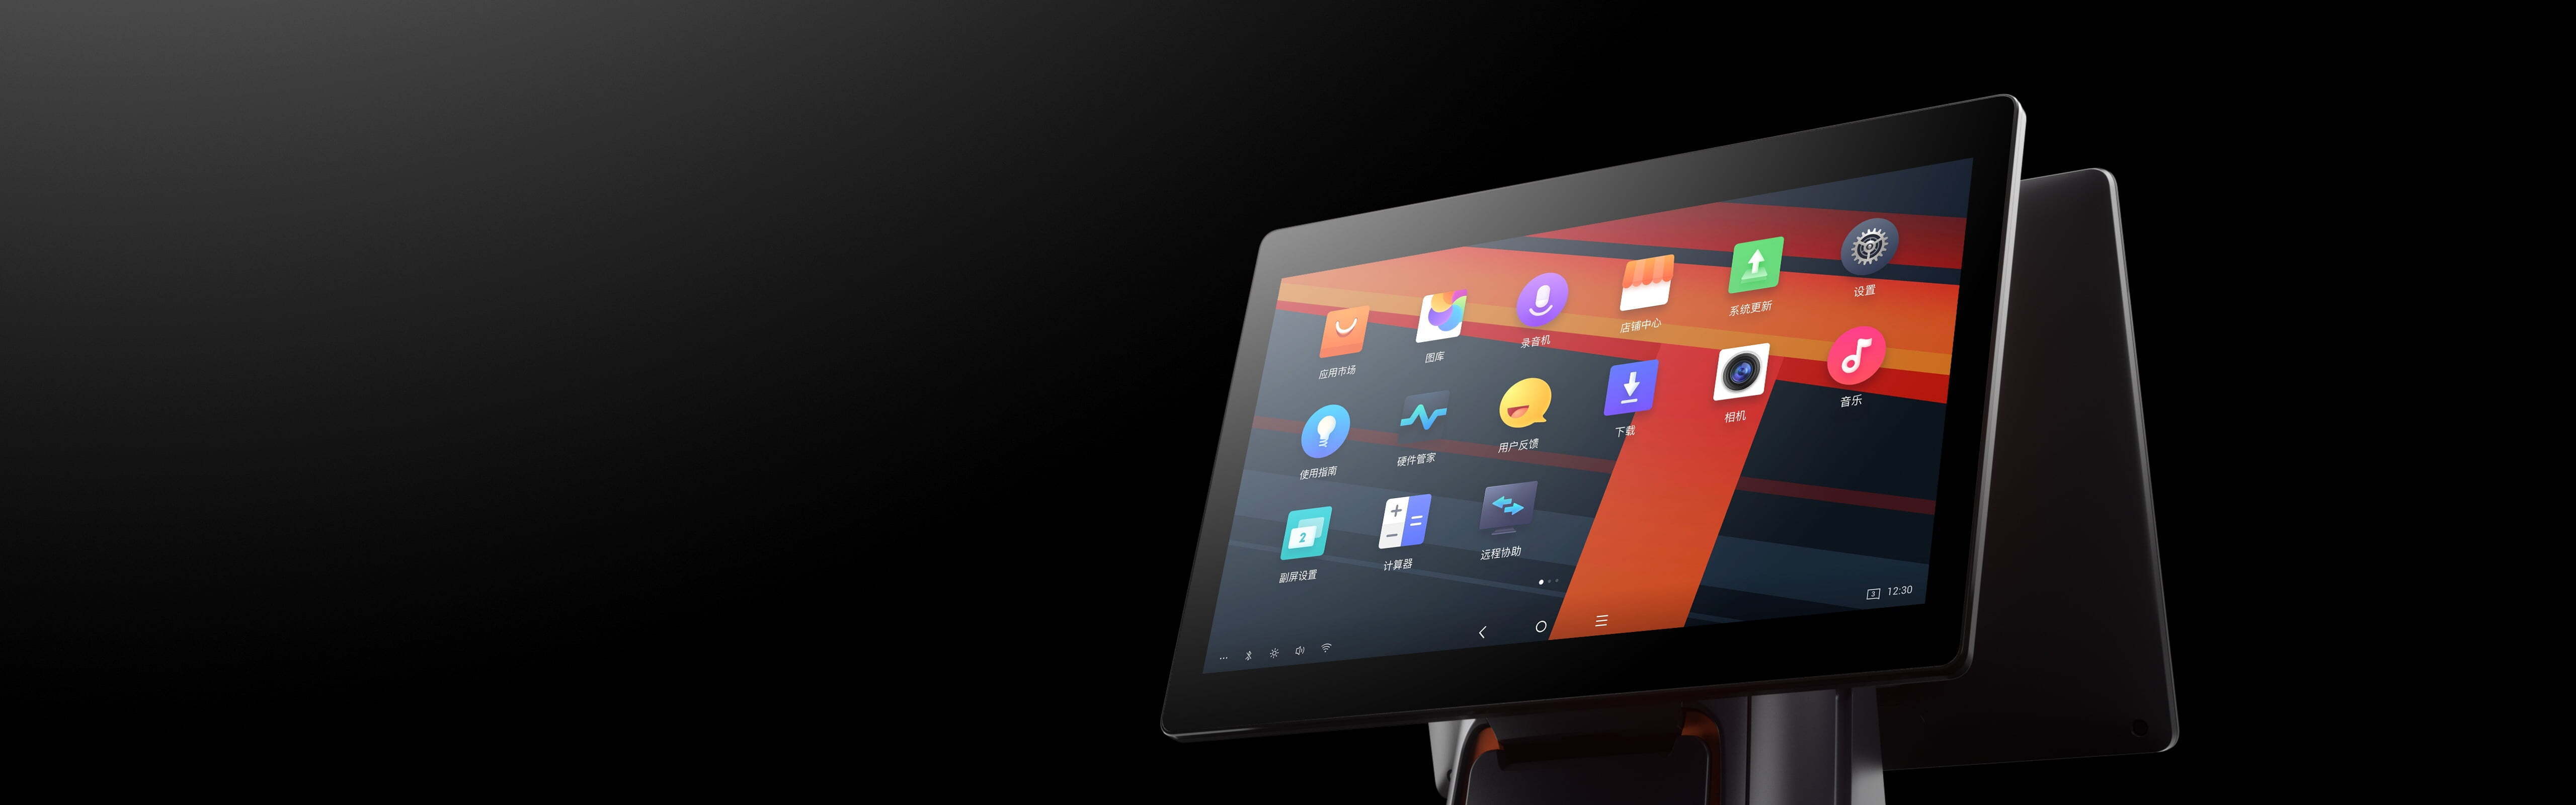 应用市场
图库
录音机
店铺中心
系统更新
设置
使用指南
硬件管家
用户反馈
下载
相机
音乐
2
副屏设置
计算器
远程协助
3 12:30